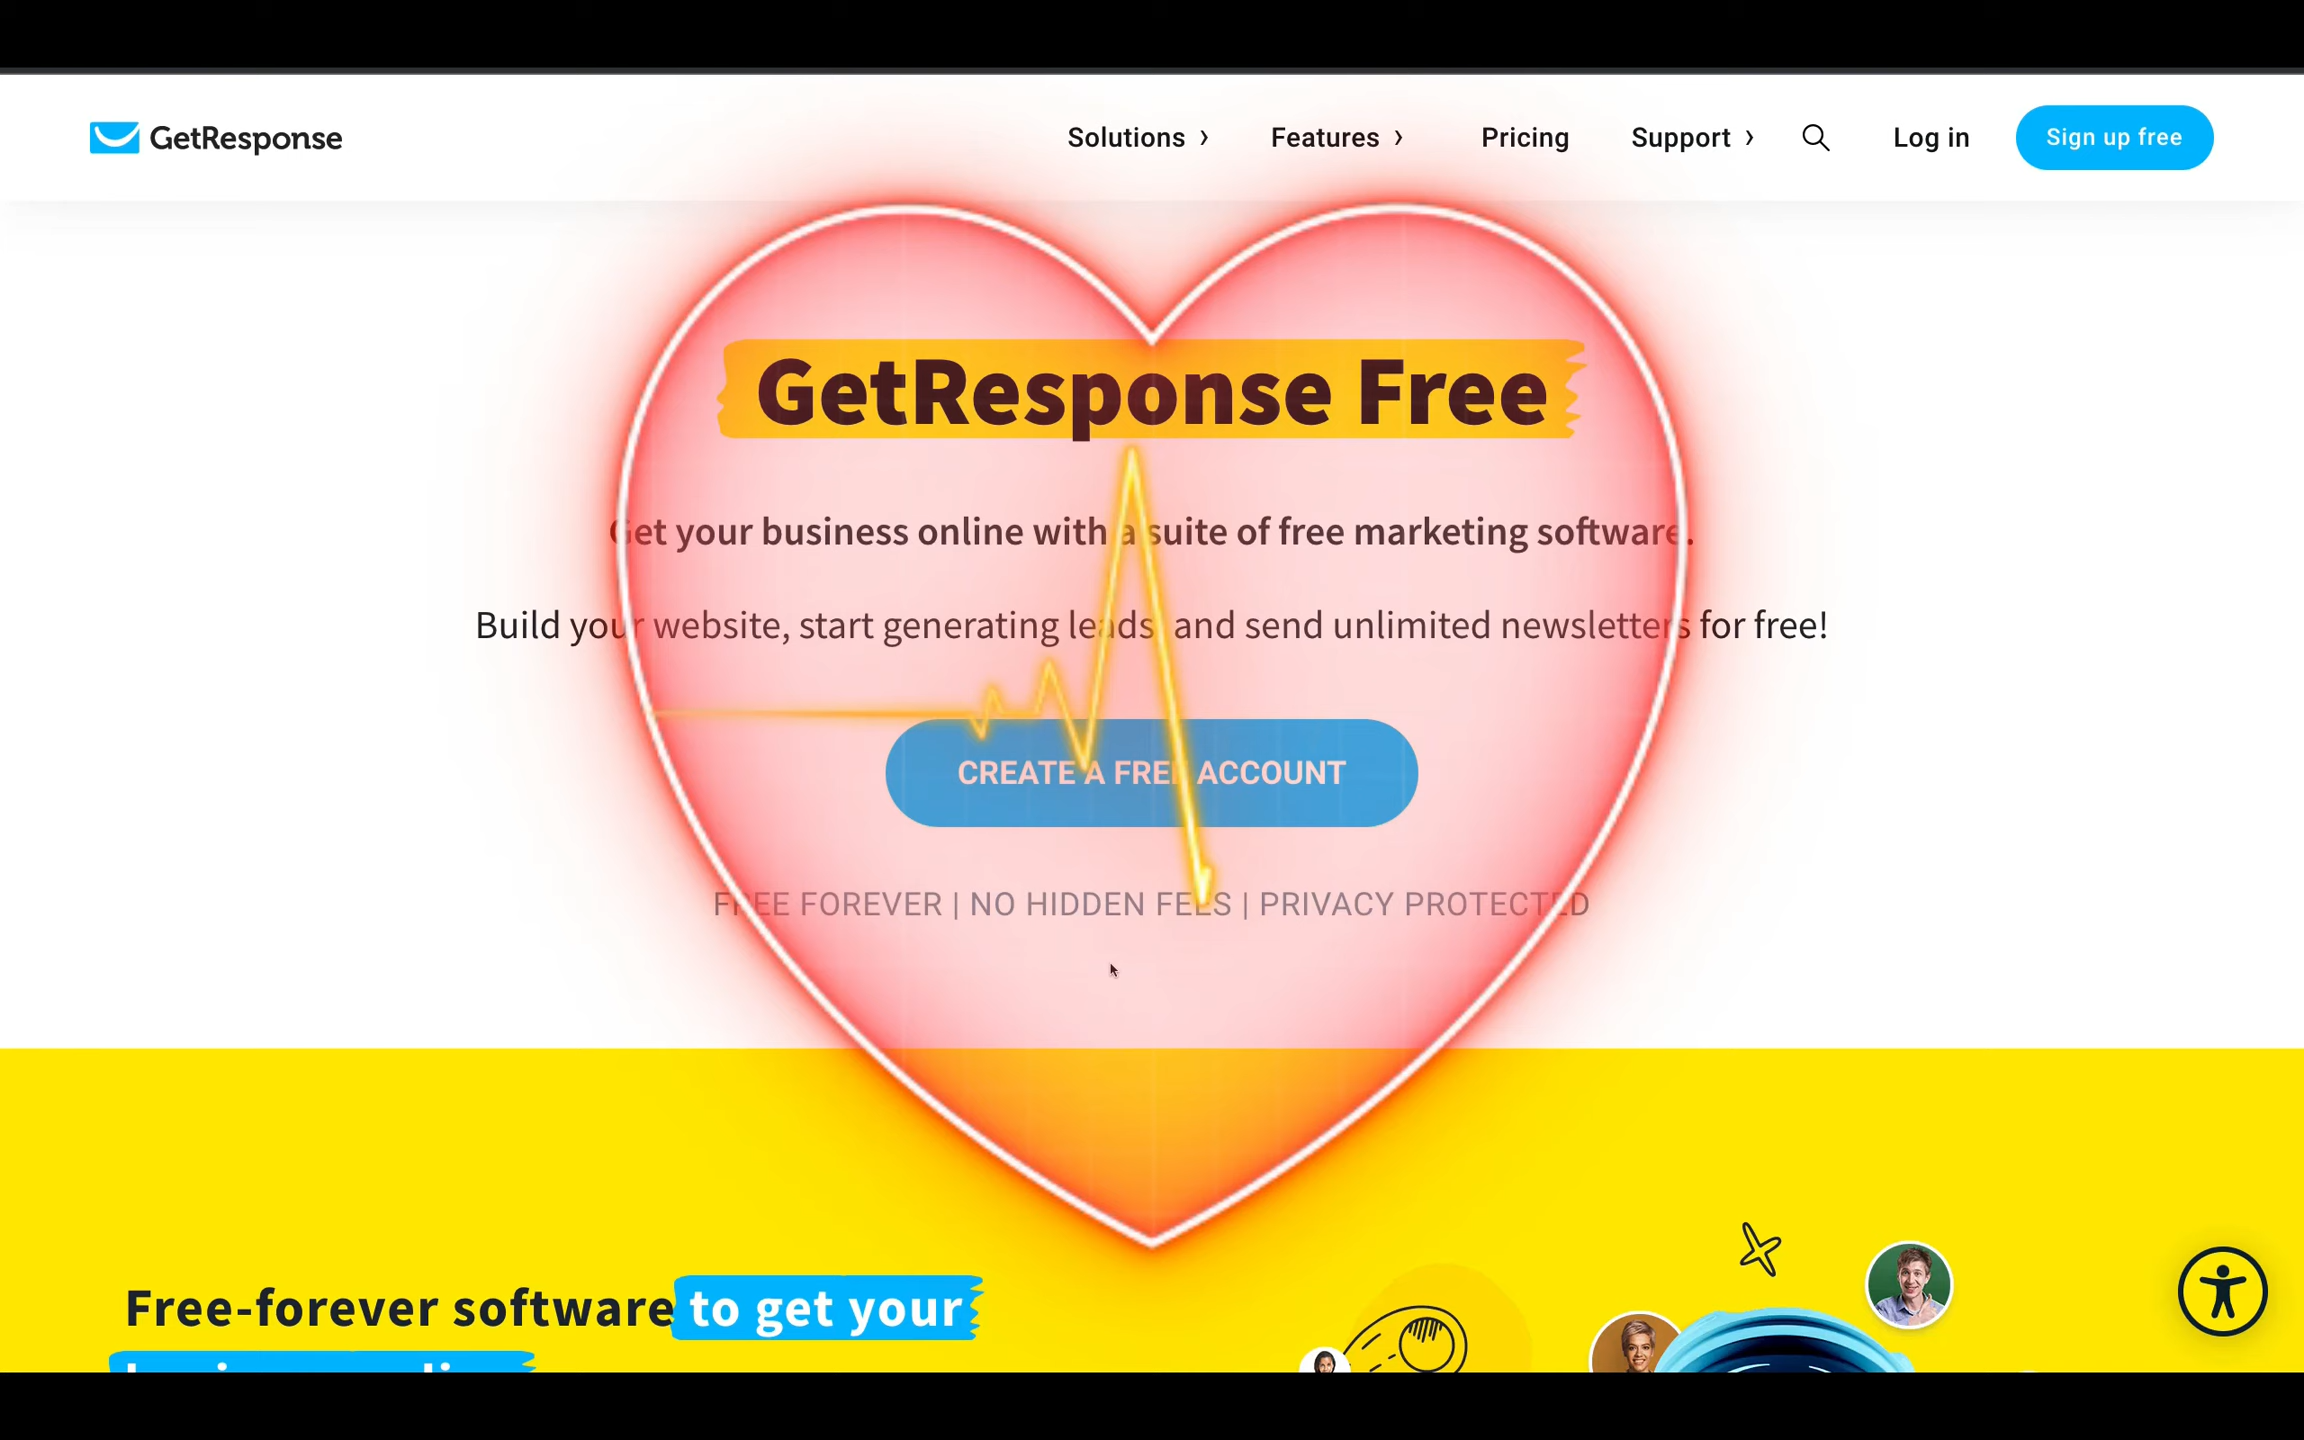 GetResponse
Solutions
Features
Pricing
Support
Log in
Sign up free
GetResponse Free
Get your business online with a suite of free marketing software.
Build your website, start generating leads, and send unlimited newsletters for free!
CREATE A FREE ACCOUNT
FREE FOREVER | NO HIDDEN FEES | PRIVACY PROTECTED
Free-forever software to get your